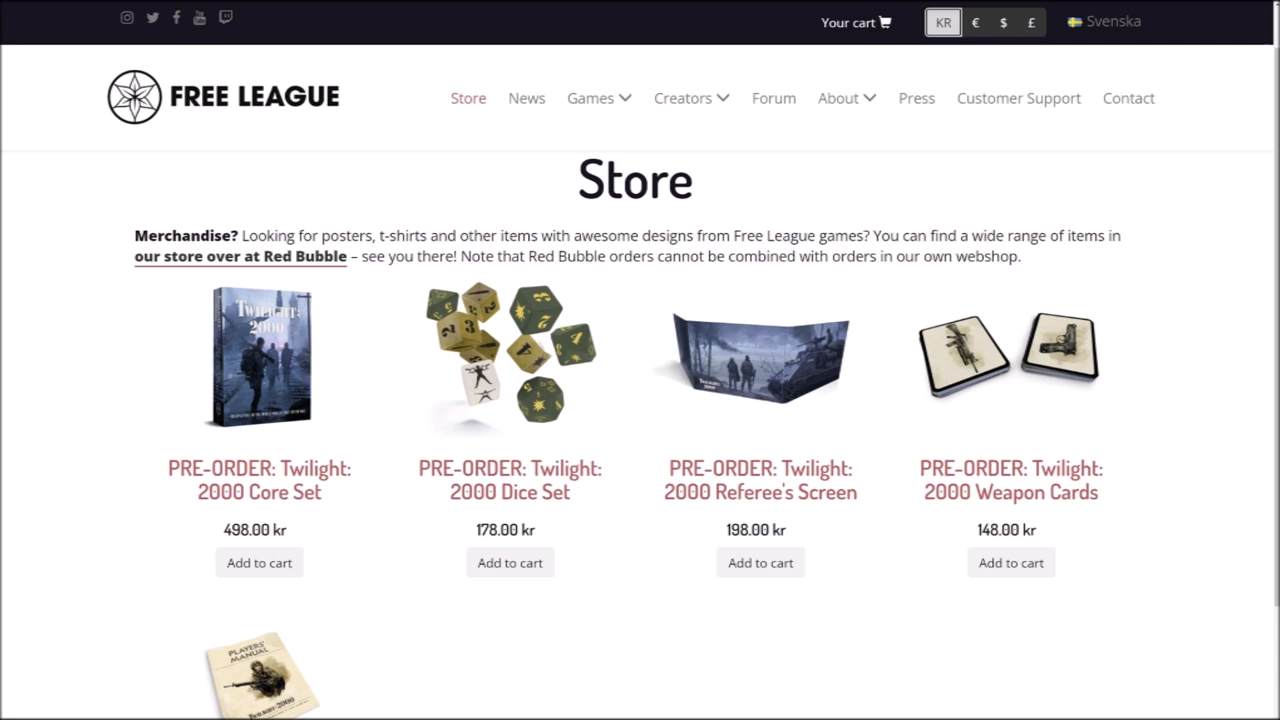 Your cart
KR € $ £
Svenska
FREE LEAGUE
Store News Games Creators Forum About Press Customer Support Contact
Store
Merchandise? Looking for posters, t-shirts and other items with awesome designs from Free League games? You can find a wide range of items in
our store over at Red Bubble – see you there! Note that Red Bubble orders cannot be combined with orders in our own webshop.
TWILIGHT:
2000
PRE-ORDER: Twilight:
2000 Core Set
498.00 kr
Add to cart
PRE-ORDER: Twilight:
2000 Dice Set
178.00 kr
Add to cart
PRE-ORDER: Twilight:
2000 Referee's Screen
198.00 kr
Add to cart
PRE-ORDER: Twilight:
2000 Weapon Cards
148.00 kr
Add to cart
PLAYERS'
MANUAL
TWILIGHT:2000